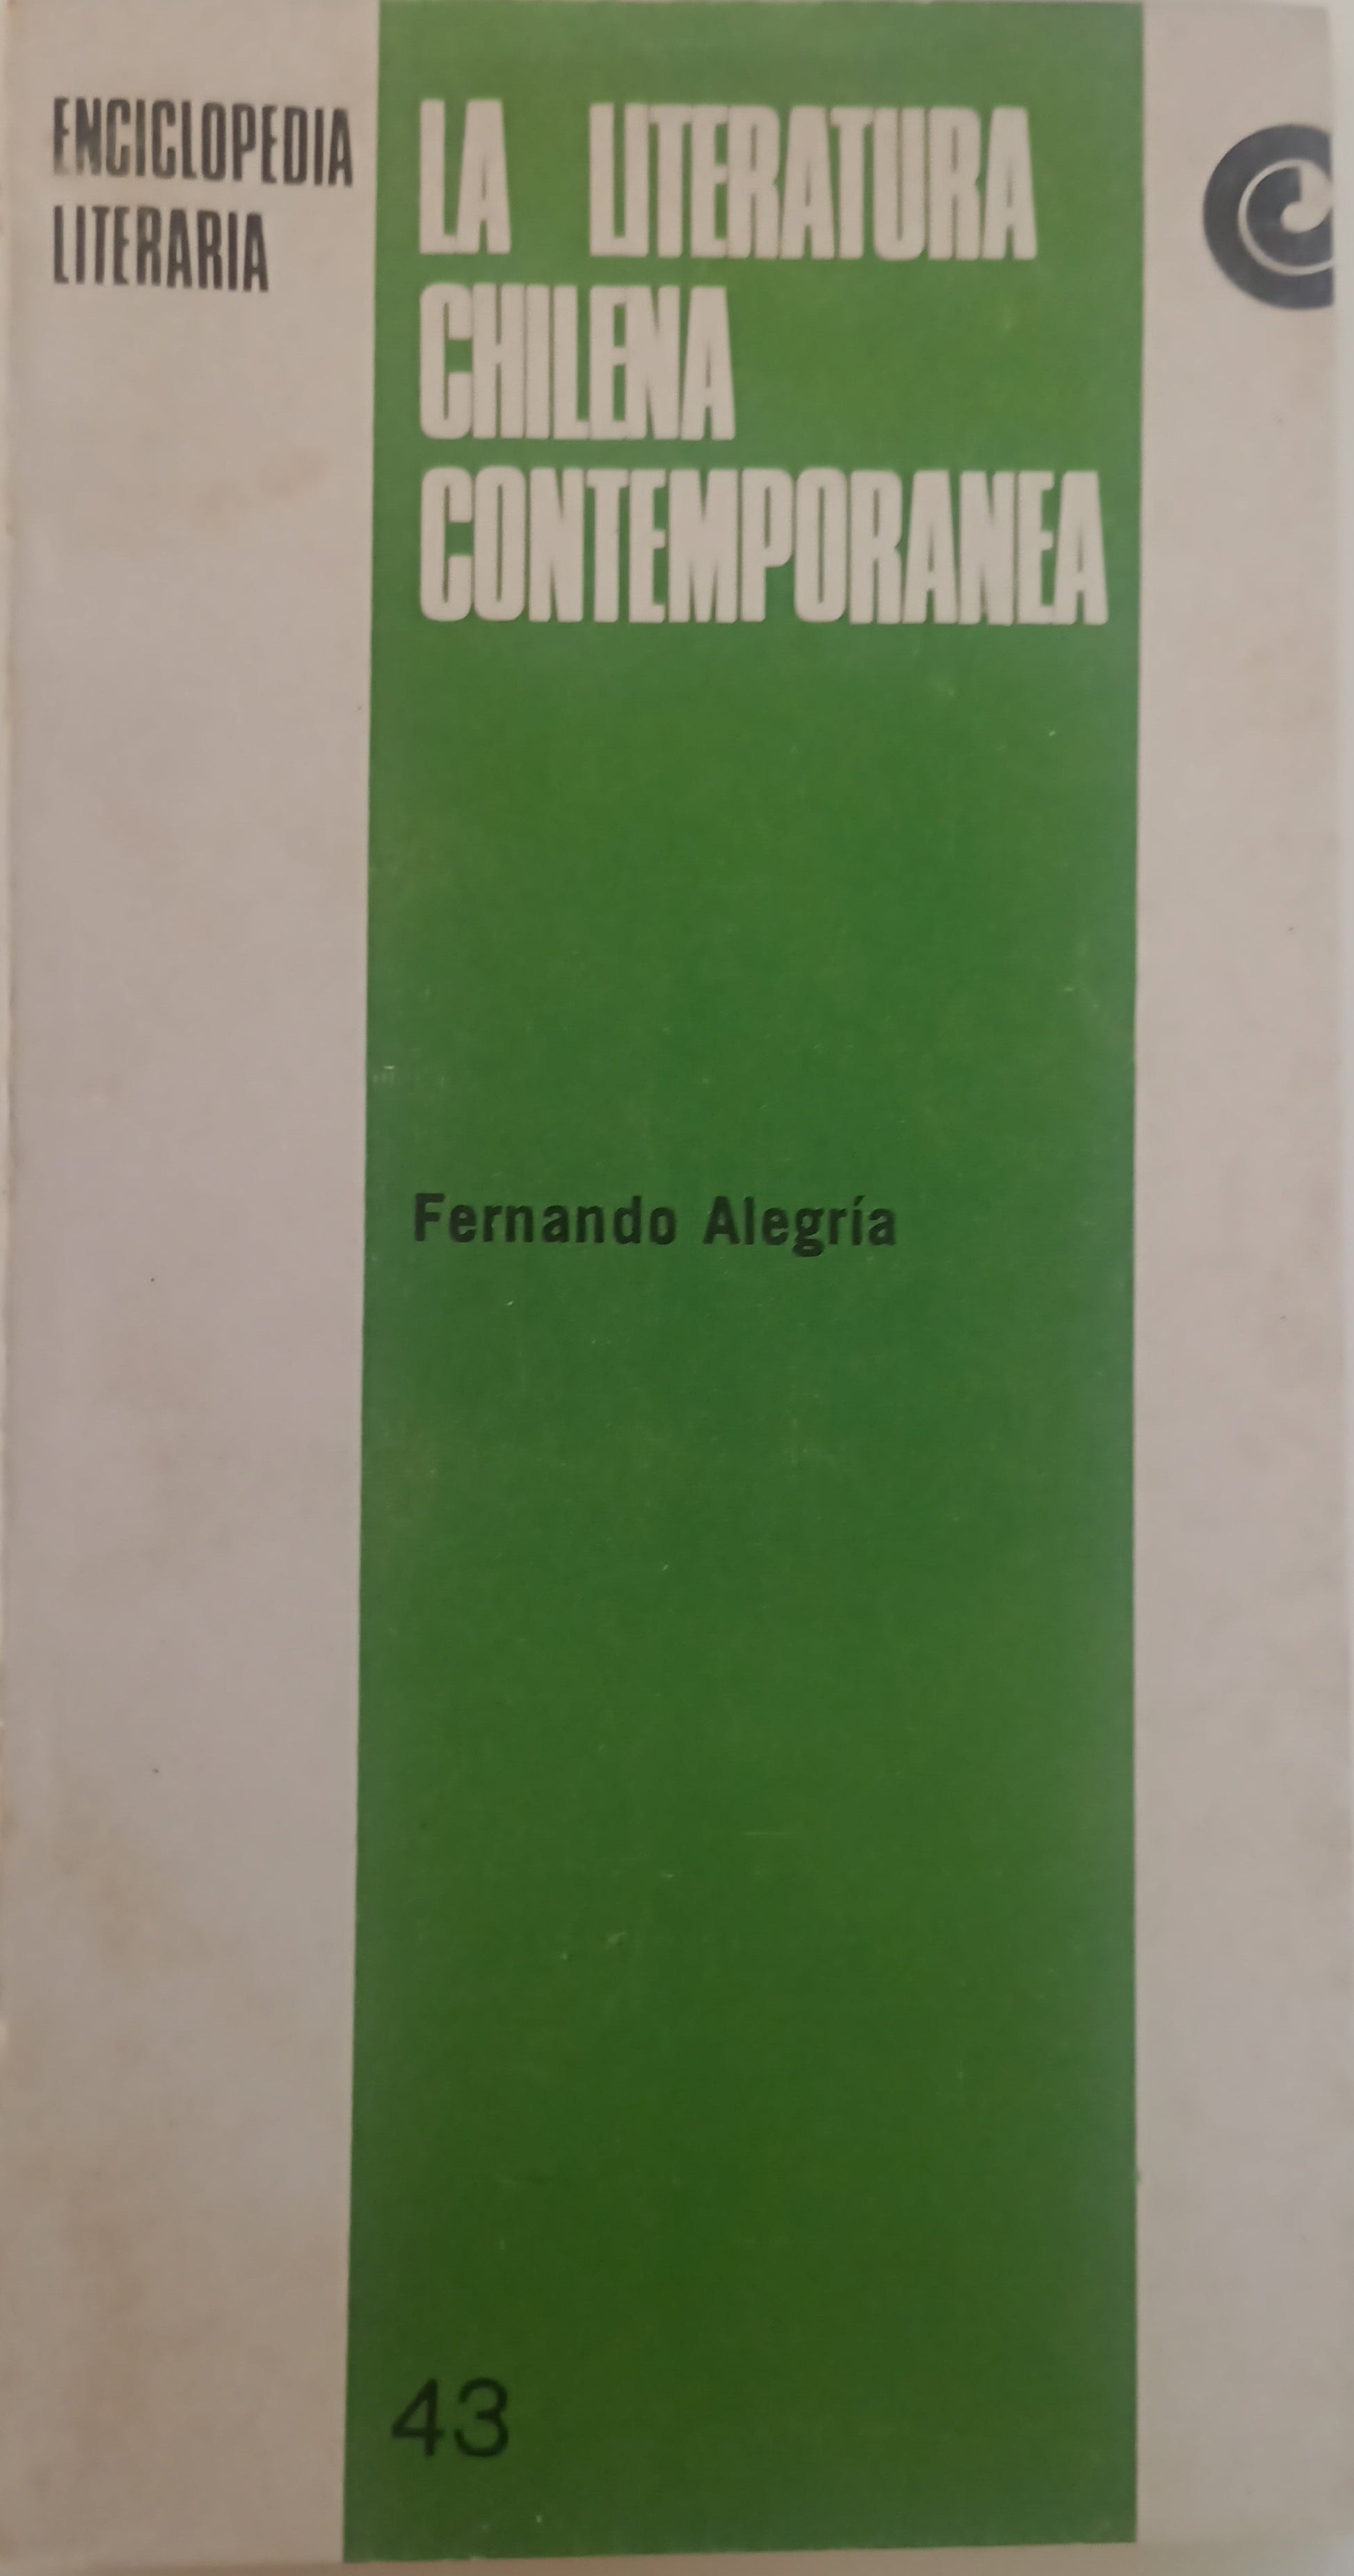 ENCICLOPEDIA
LITERARIA
LA LITERATURA
CHILENA
CONTEMPORANEA
Fernando Alegría
43